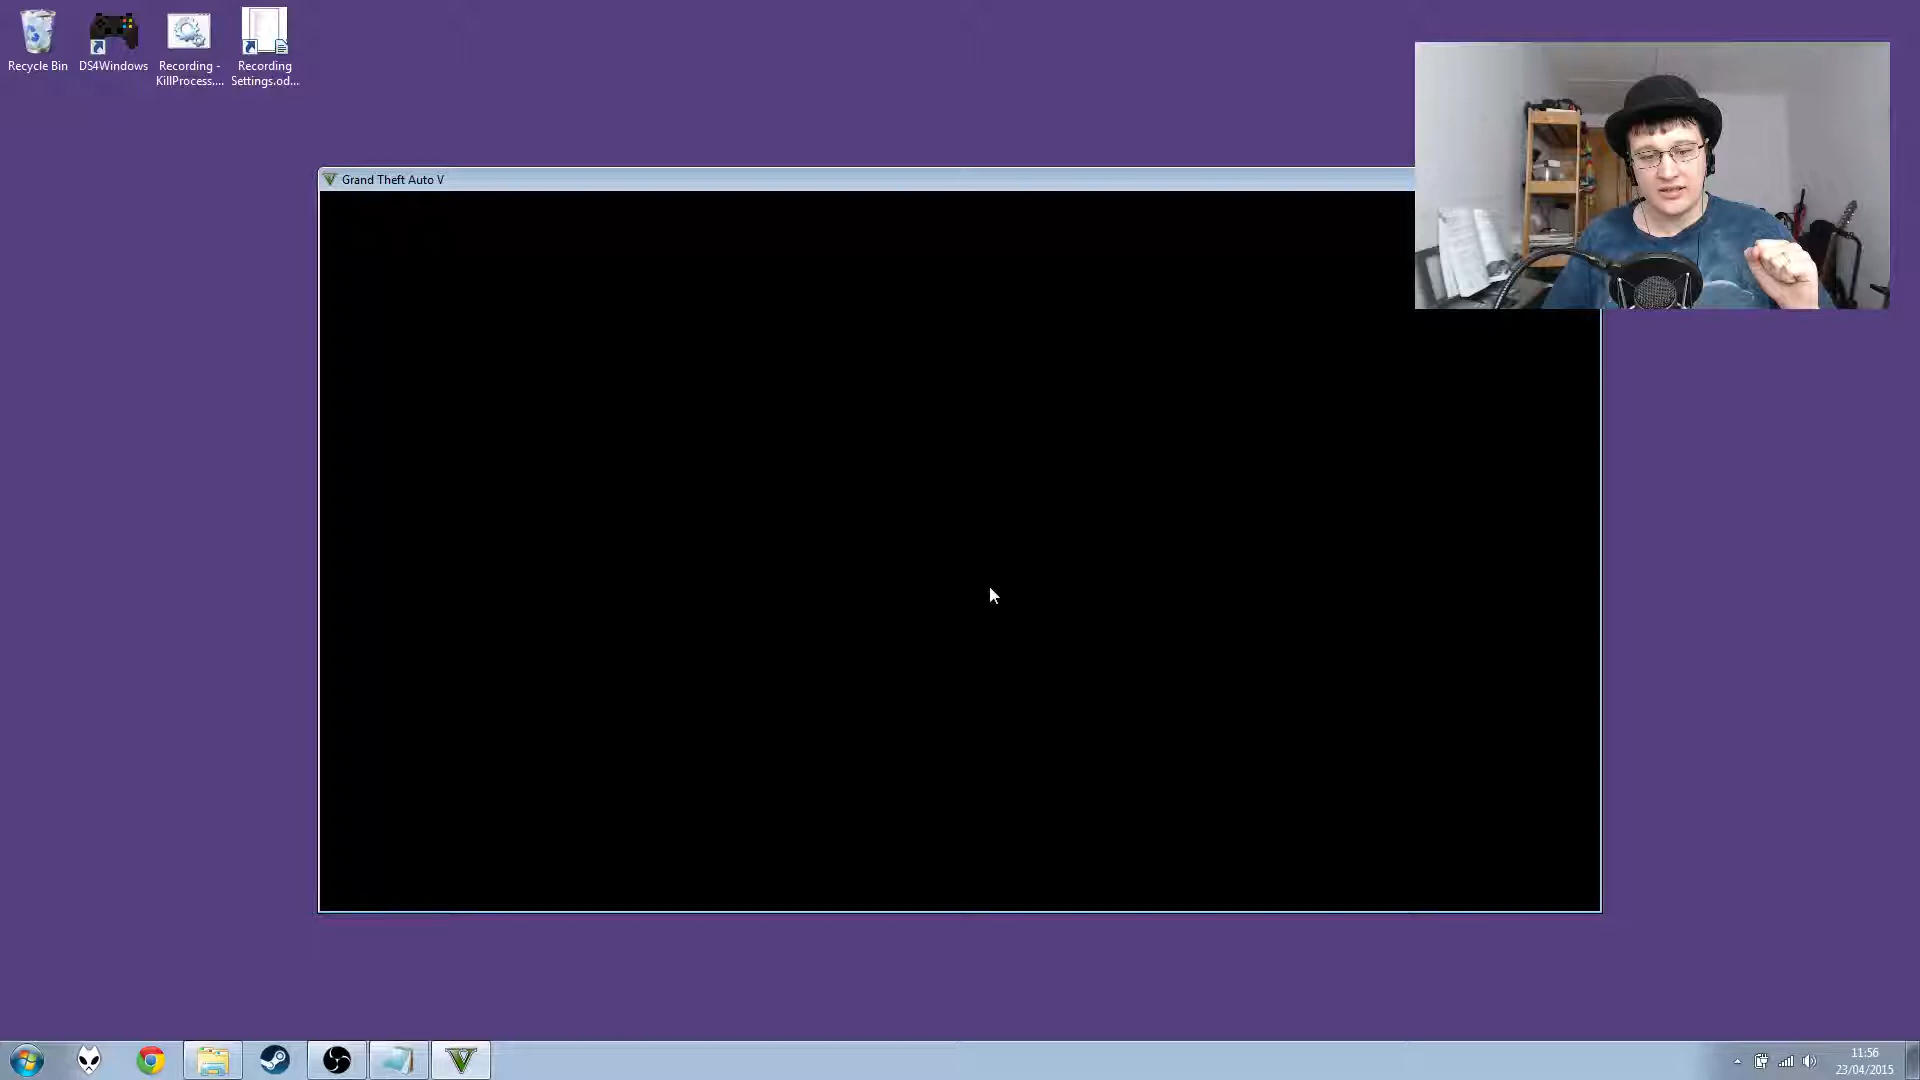 Recycle Bin
DS4Windows
Recording -
KillProcess....
Recording
Settings.od...
Grand Theft Auto V
11:56
23/04/2015